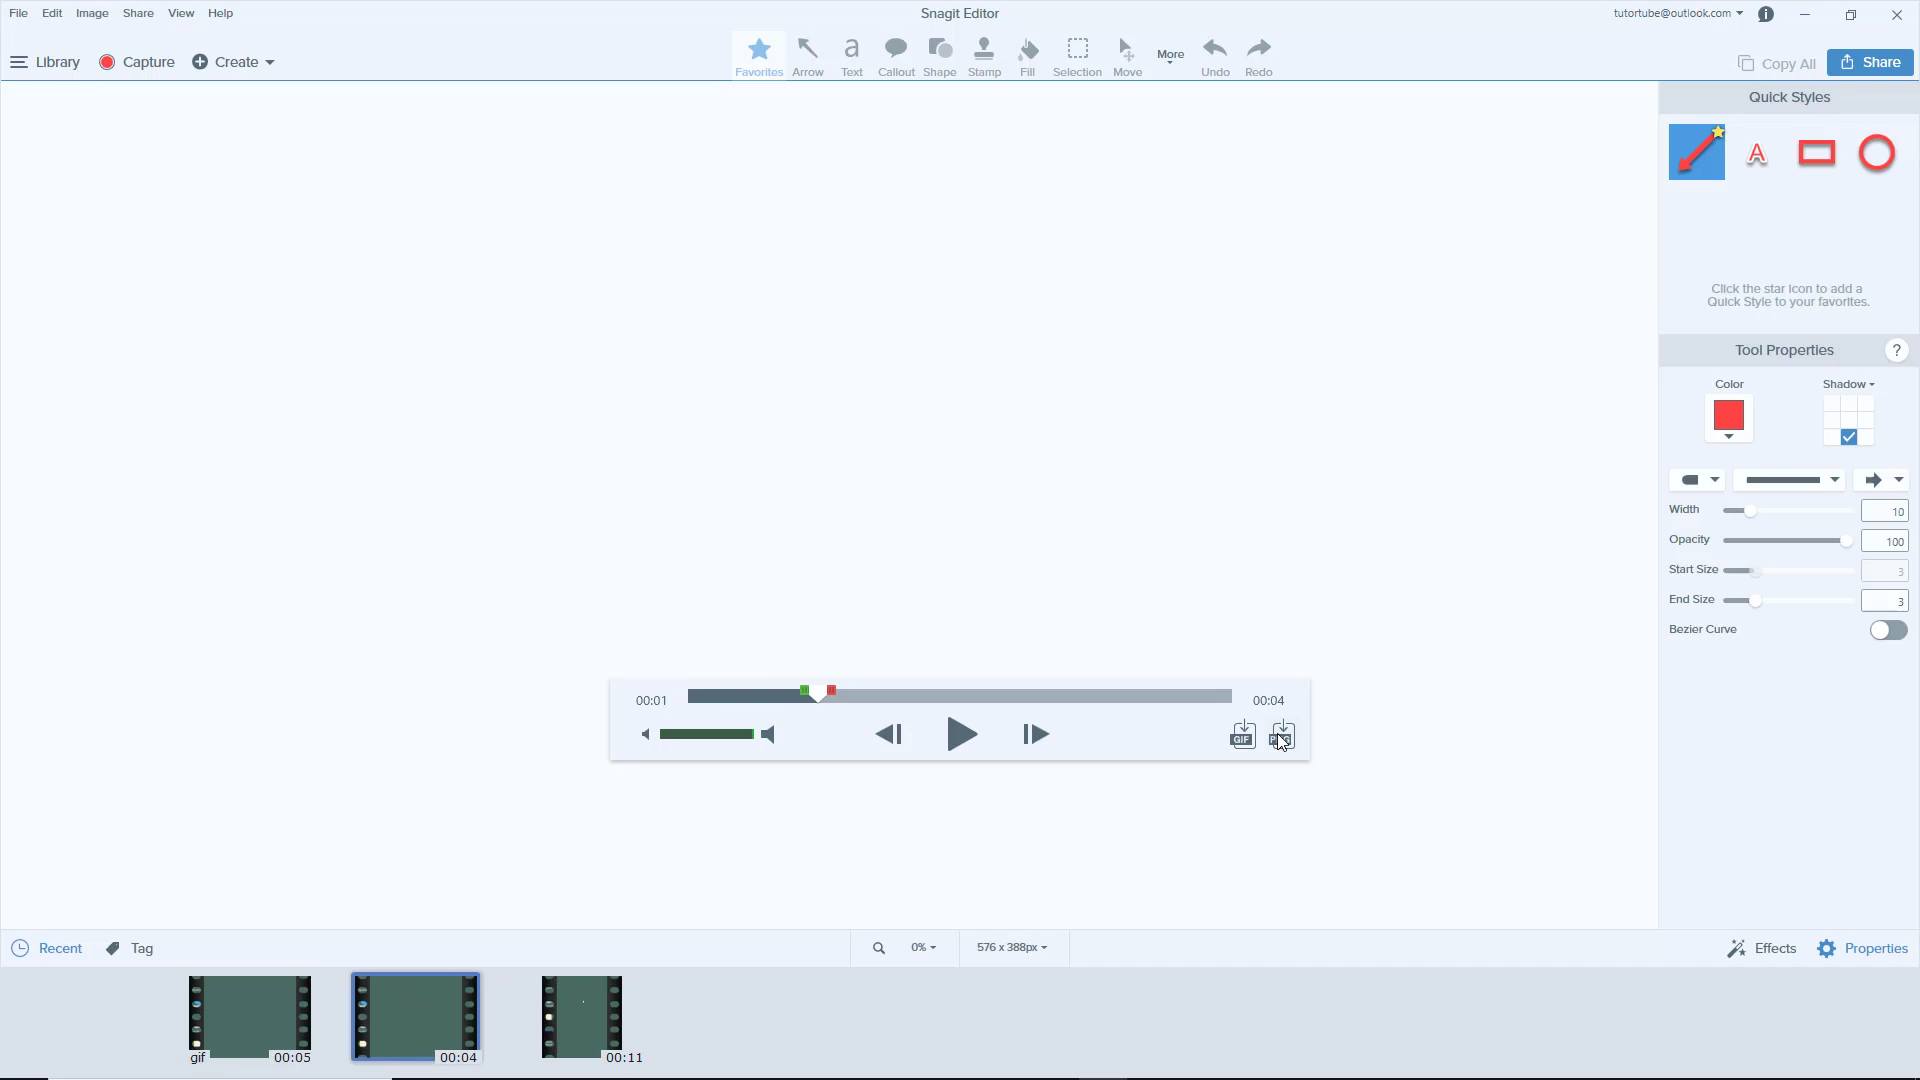 File Edit Image Share View Help
Snagit Editor
tutortube@outlook.com
Library Capture Create
Favorites Arrow Text Callout Shape Stamp Fill Selection Move More Undo Redo
Copy All Share
Quick Styles
A
Click the star icon to add a
Quick Style to your favorites.
Tool Properties ?
Color Shadow
Width 10
Opacity 100
Start Size 3
End Size 3
Bezier Curve
00:01 00:04
GIF
Recent Tag
0% 576 x 388px
Effects Properties
gif 00:05 00:04 00:11